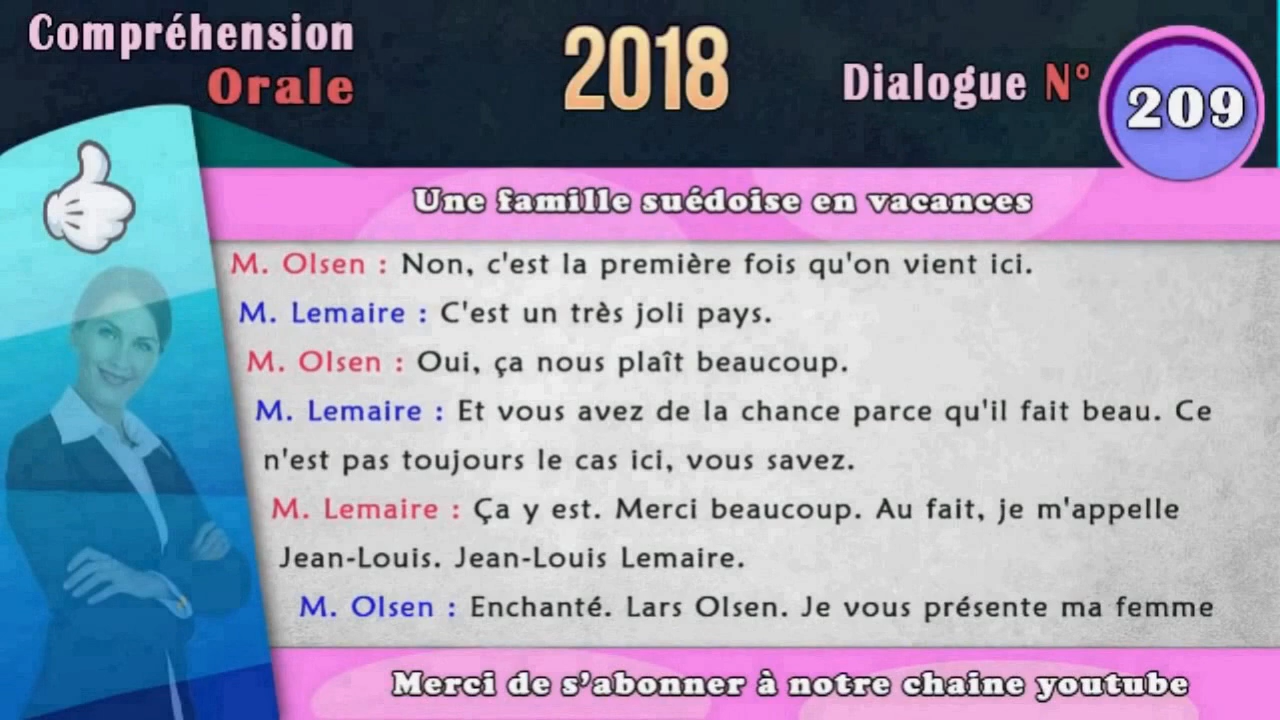 Compréhension
Orale
2018
Dialogue N°
209
Une famille suédoise en vacances
M. Olsen : Non, c'est la première fois qu'on vient ici.
M. Lemaire : C'est un très joli pays.
M. Olsen : Oui, ça nous plaît beaucoup.
M. Lemaire : Et vous avez de la chance parce qu'il fait beau. Ce
n'est pas toujours le cas ici, vous savez.
M. Lemaire : Ça y est. Merci beaucoup. Au fait, je m'appelle
Jean-Louis. Jean-Louis Lemaire.
M. Olsen : Enchanté. Lars Olsen. Je vous présente ma femme
Merci de s'abonner à notre chaine youtube